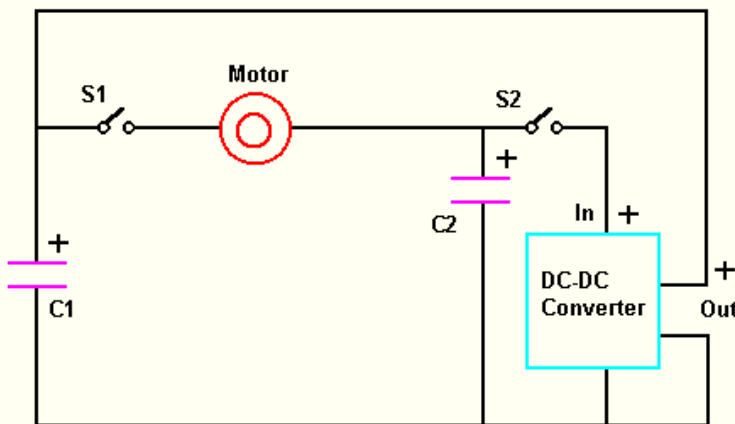 Motor
S1
S2
+
C2
In +
+
C1
DC-DC
Converter
+
Out